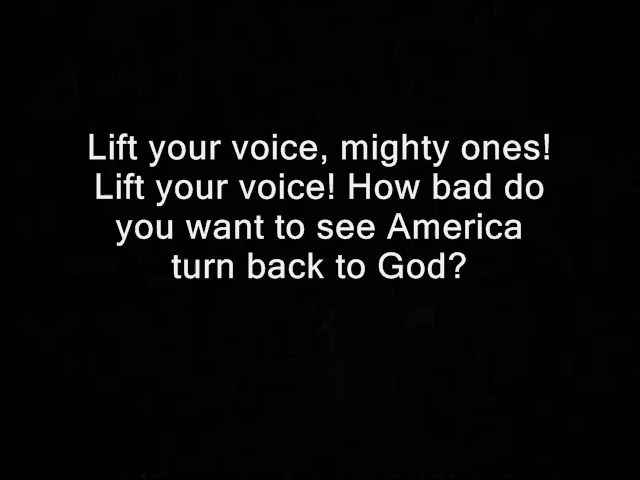 Lift your voice, mighty ones!
Lift your voice! How bad do
you want to see America
turn back to God?